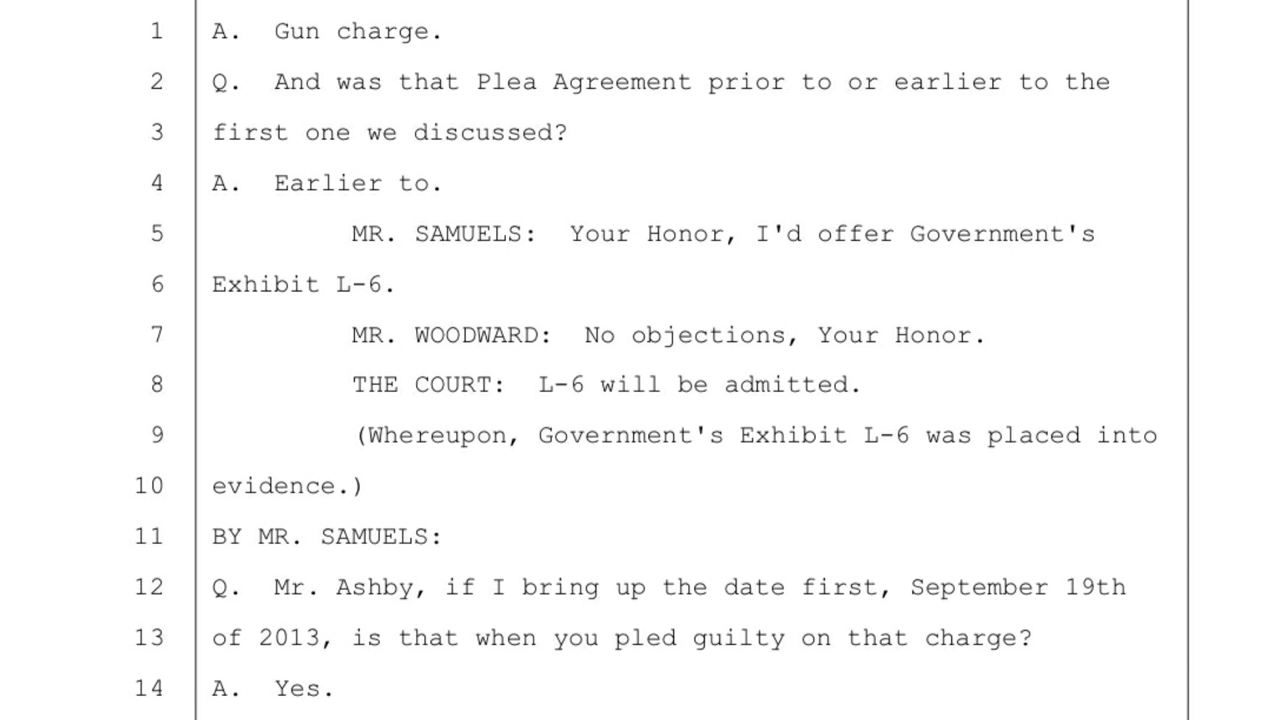 1 A. Gun charge.
2 Q. And was that Plea Agreement prior to or earlier to the
3 first one we discussed?
4 A. Earlier to.
5 MR. SAMUELS: Your Honor, I'd offer Government's
6 Exhibit L-6.
7 MR. WOODWARD: No objections, Your Honor.
8 THE COURT: L-6 will be admitted.
9 (Whereupon, Government's Exhibit L-6 was placed into
10 evidence.)
11 BY MR. SAMUELS:
12 Q. Mr. Ashby, if I bring up the date first, September 19th
13 of 2013, is that when you pled guilty on that charge?
14 A. Yes.